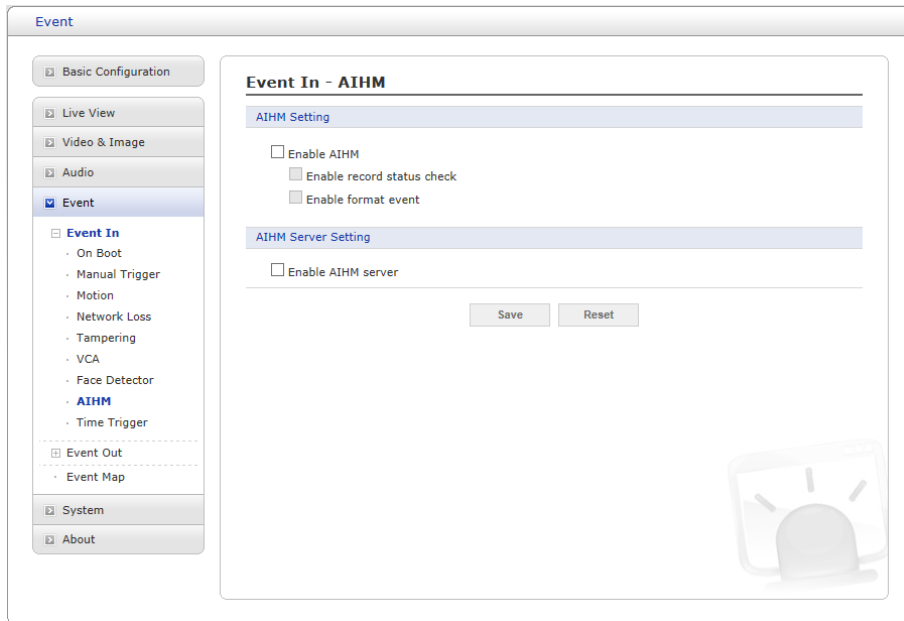 Event
Basic Configuration
Live View
Video & Image
Audio
Event
Event In
On Boot
Manual Trigger
Motion
Network Loss
Tampering
VCA
Face Detector
AIHM
Time Trigger
Event Out
Event Map
System
About
Event In - AIHM
AIHM Setting
Enable AIHM
Enable record status check
Enable format event
AIHM Server Setting
Enable AIHM server
Save Reset